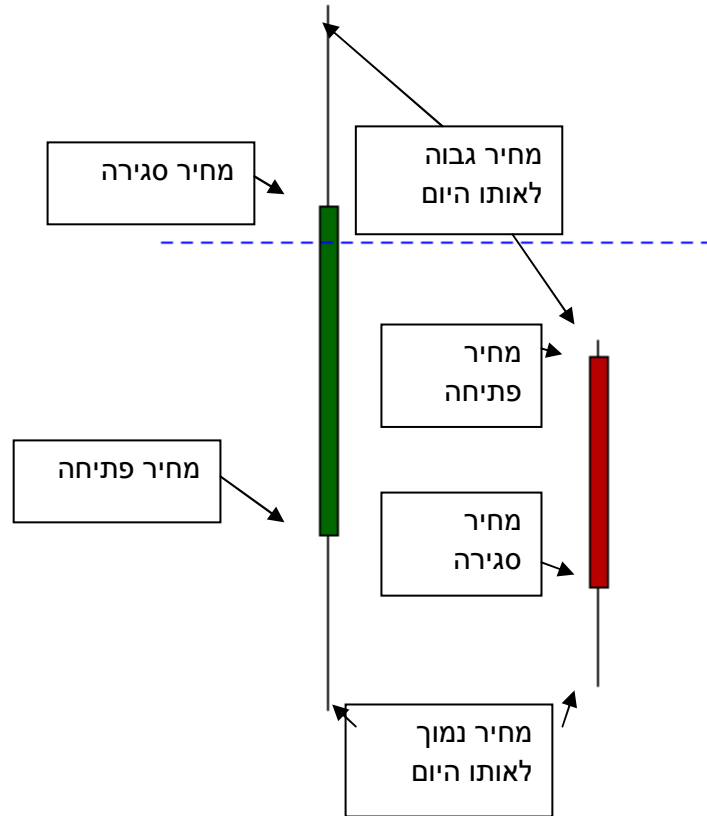 מחיר גבוה
לאותו היום
מחיר סגירה
מחיר
פתיחה
מחיר פתיחה
מחיר
סגירה
מחיר נמוך
לאותו היום